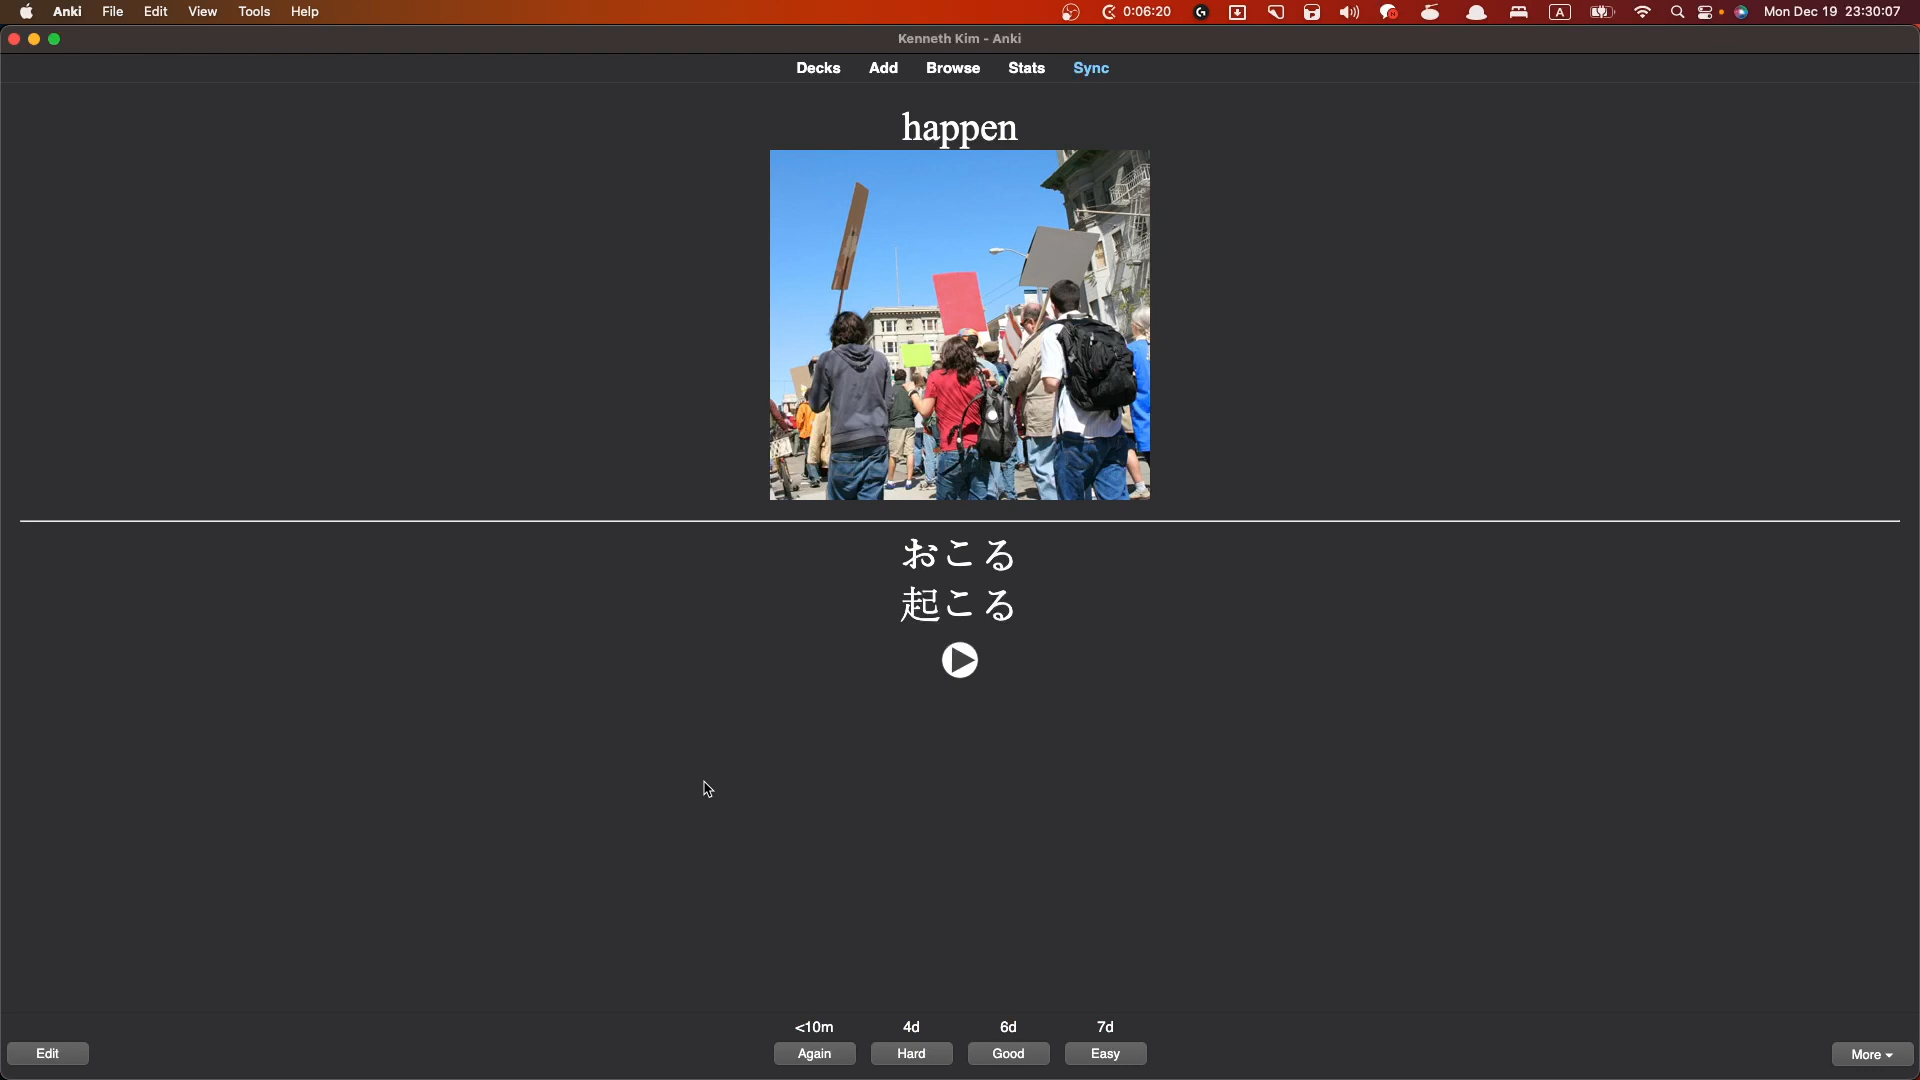 Anki File Edit View Tools Help 0:06:20 A Mon Dec 19 23:30:07
Kenneth Kim - Anki
Decks Add Browse Stats Sync
happen
おこる
起こる
<10m 4d 6d 7d
Edit Again Hard Good Easy More